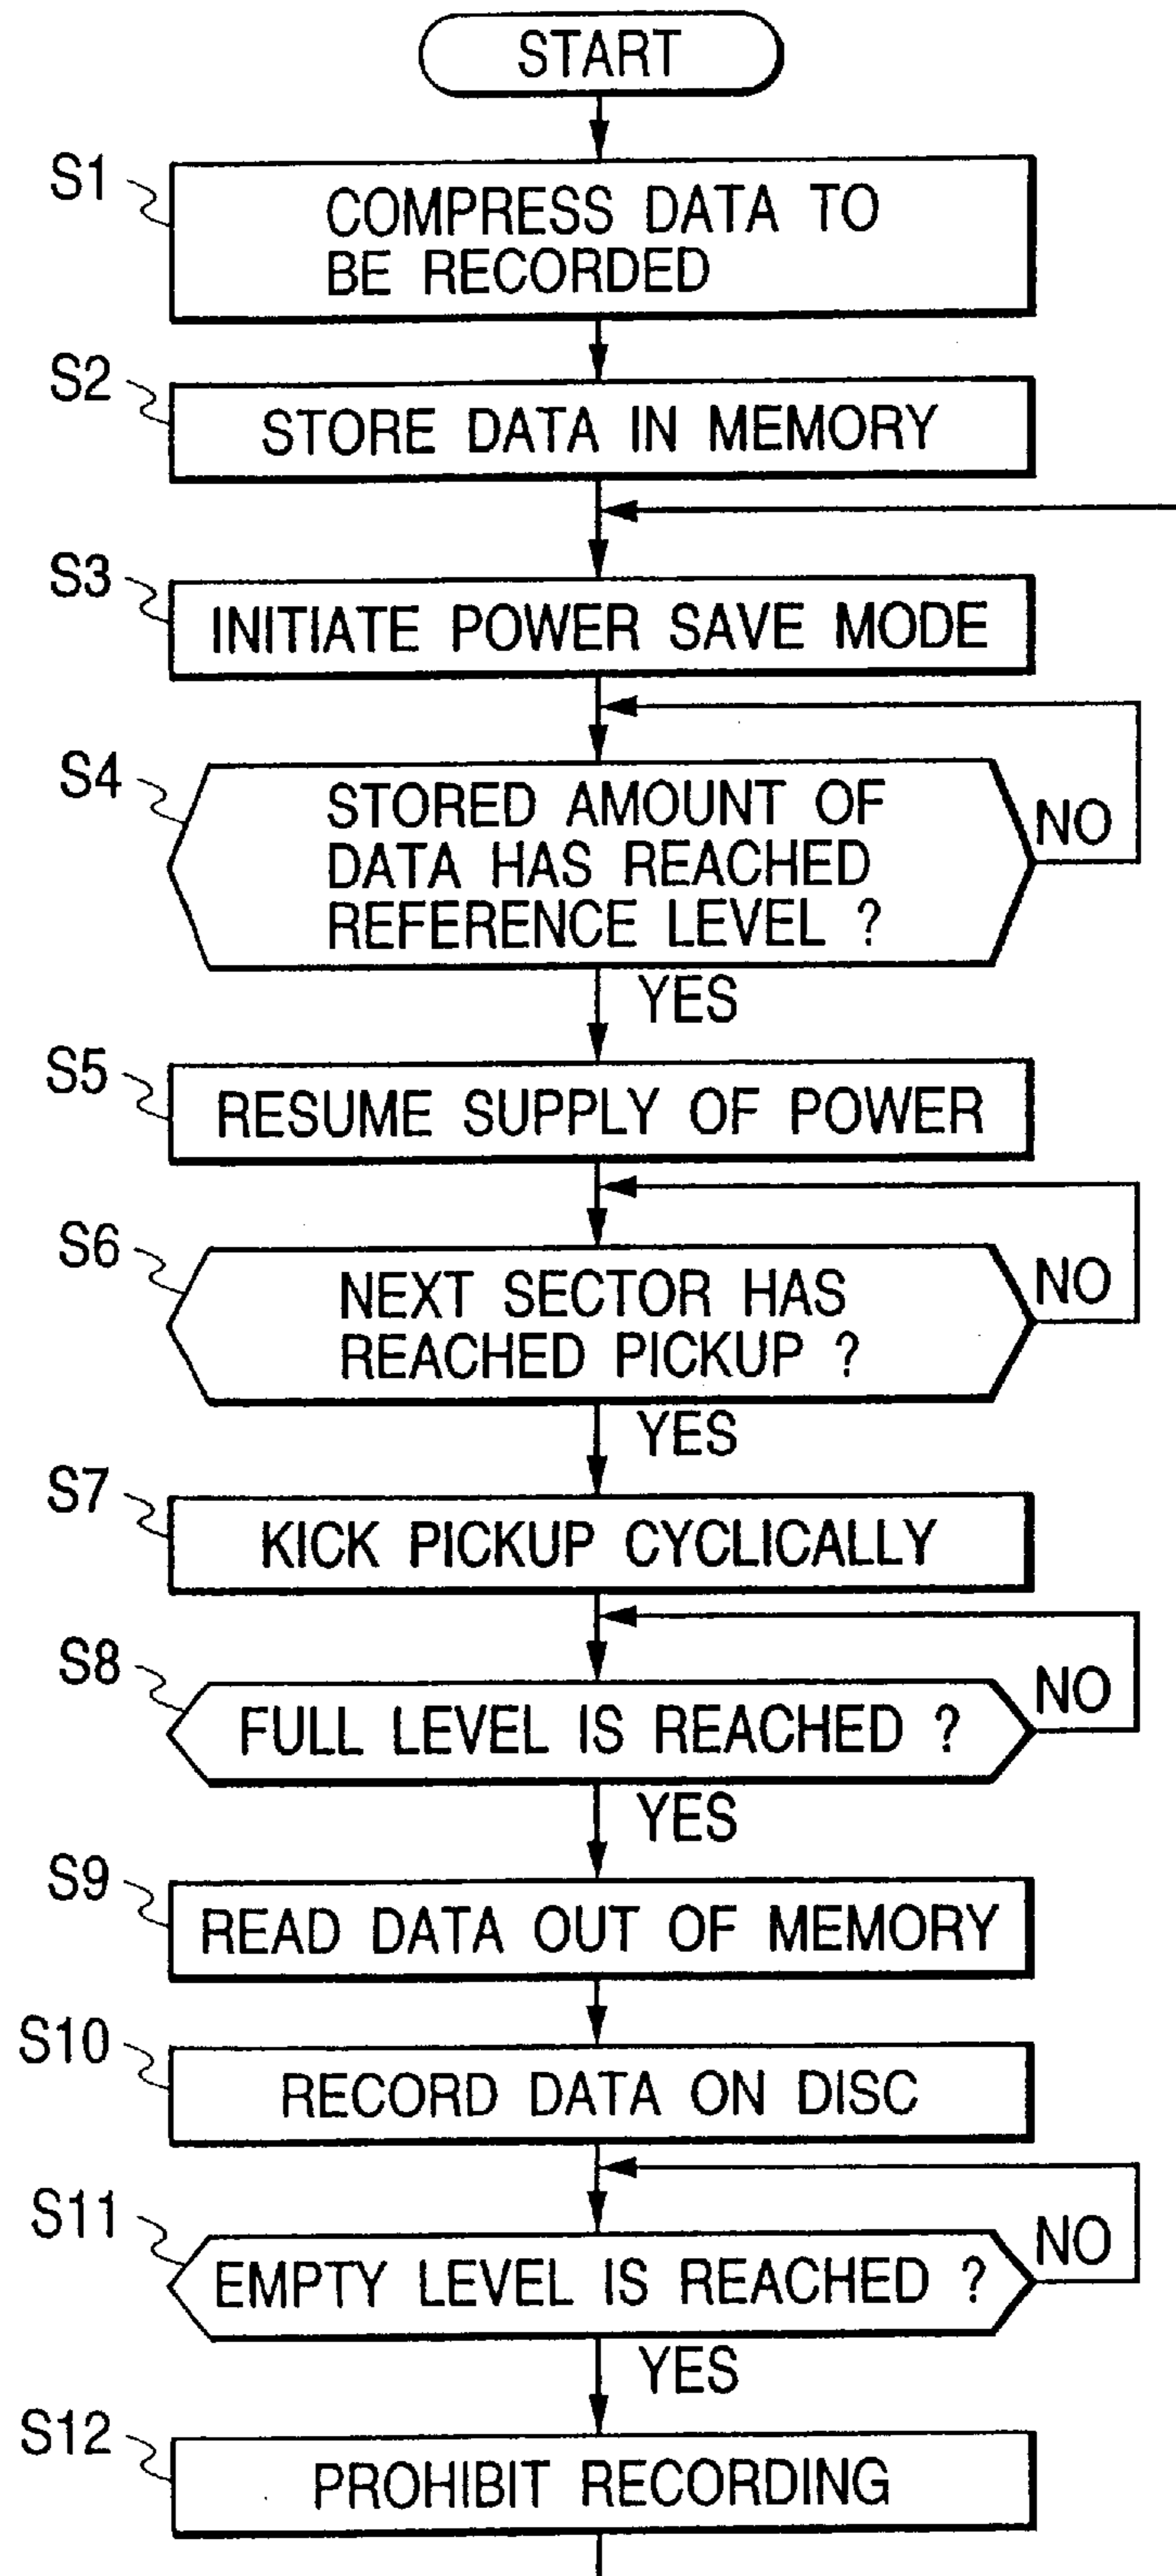 START
S1
COMPRESS DATA TO
BE RECORDED
S2
STORE DATA IN MEMORY
S3
INITIATE POWER SAVE MODE
S4
STORED AMOUNT OF
DATA HAS REACHED
REFERENCE LEVEL ?
NO
YES
S5
RESUME SUPPLY OF POWER
S6
NEXT SECTOR HAS
REACHED PICKUP ?
NO
YES
S7
KICK PICKUP CYCLICALLY
S8
FULL LEVEL IS REACHED ?
NO
YES
S9
READ DATA OUT OF MEMORY
S10
RECORD DATA ON DISC
S11
EMPTY LEVEL IS REACHED ?
NO
YES
S12
PROHIBIT RECORDING